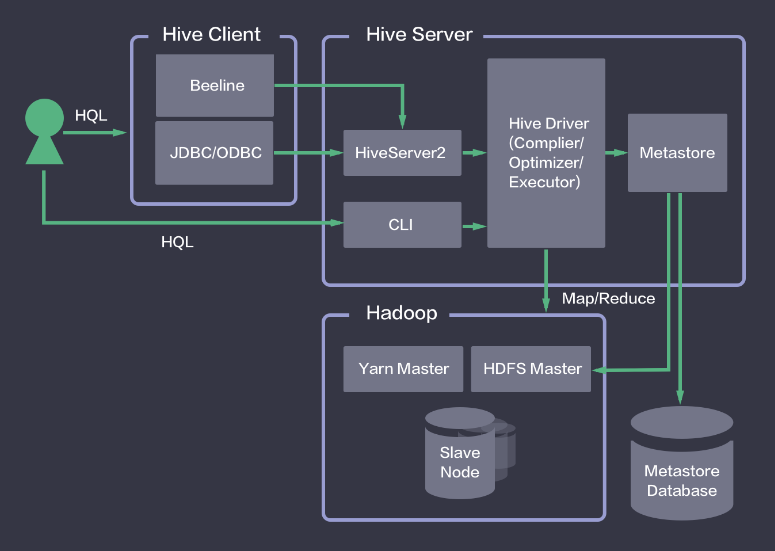 Hive Client
Hive Server
Beeline
HQL
JDBC/ODBC
HiveServer2
Hive Driver
(Complier/
Optimizer/
Executor)
Metastore
CLI
HQL
Map/Reduce
Hadoop
Yarn Master
HDFS Master
Slave
Node
Metastore
Database